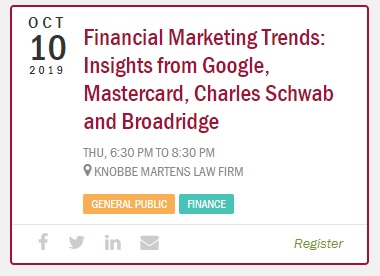 OCT
10
2019
Financial Marketing Trends:
Insights from Google,
Mastercard, Charles Schwab
and Broadridge
THU, 6:30 PM TO 8:30 PM
KNOBBE MARTENS LAW FIRM
GENERAL PUBLIC FINANCE
Register